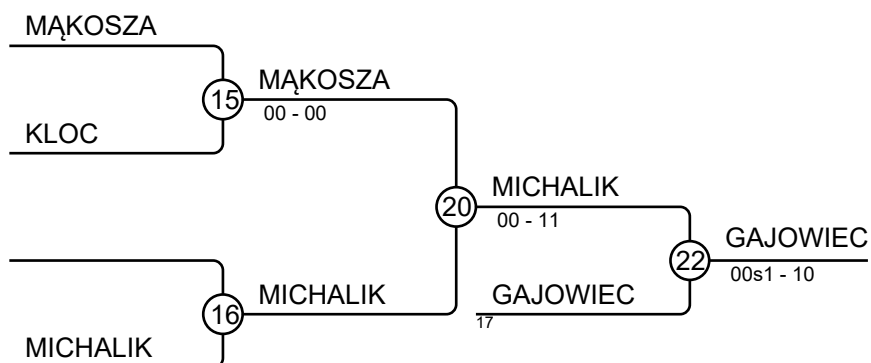 MĄKOSZA
15
MĄKOSZA
00 - 00
KLOC
20
MICHALIK
00 - 11
22
GAJOWIEC
00s1 - 10
16
MICHALIK
GAJOWIEC
17
MICHALIK